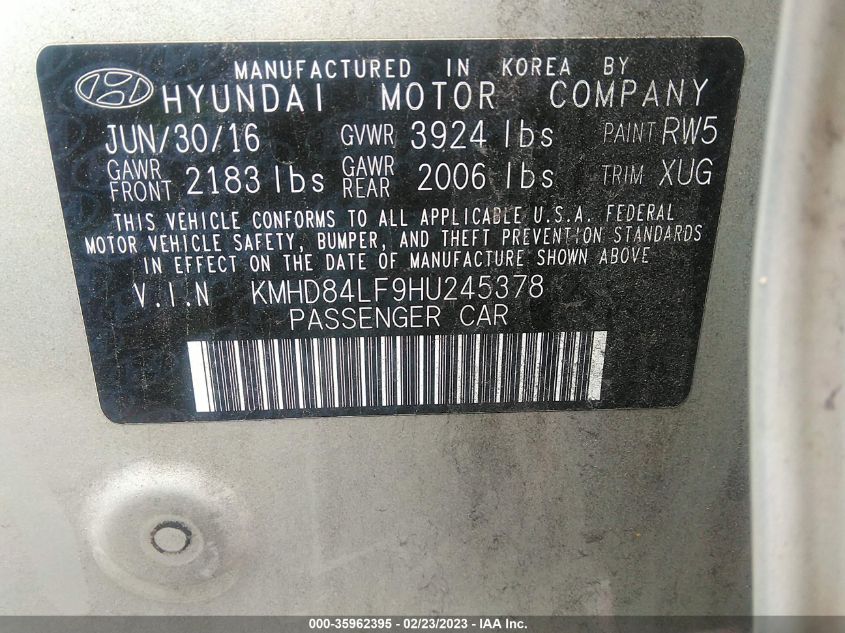 MANUFACTURED IN KOREA BY
HYUNDAI MOTOR COMPANY
JUN/30/16 GVWR 3924 lbs PAINT RW5
GAWR FRONT 2183 lbs GAWR REAR 2006 lbs TRIM XUG
THIS VEHICLE CONFORMS TO ALL APPLICABLE U.S.A. FEDERAL
MOTOR VEHICLE SAFETY, BUMPER, AND THEFT PREVENTION STANDARDS
IN EFFECT ON THE DATE OF MANUFACTURE SHOWN ABOVE
V.I.N KMHD84LF9HU245378
PASSENGER CAR
000-35962395 - 02/23/2023 - IAA Inc.